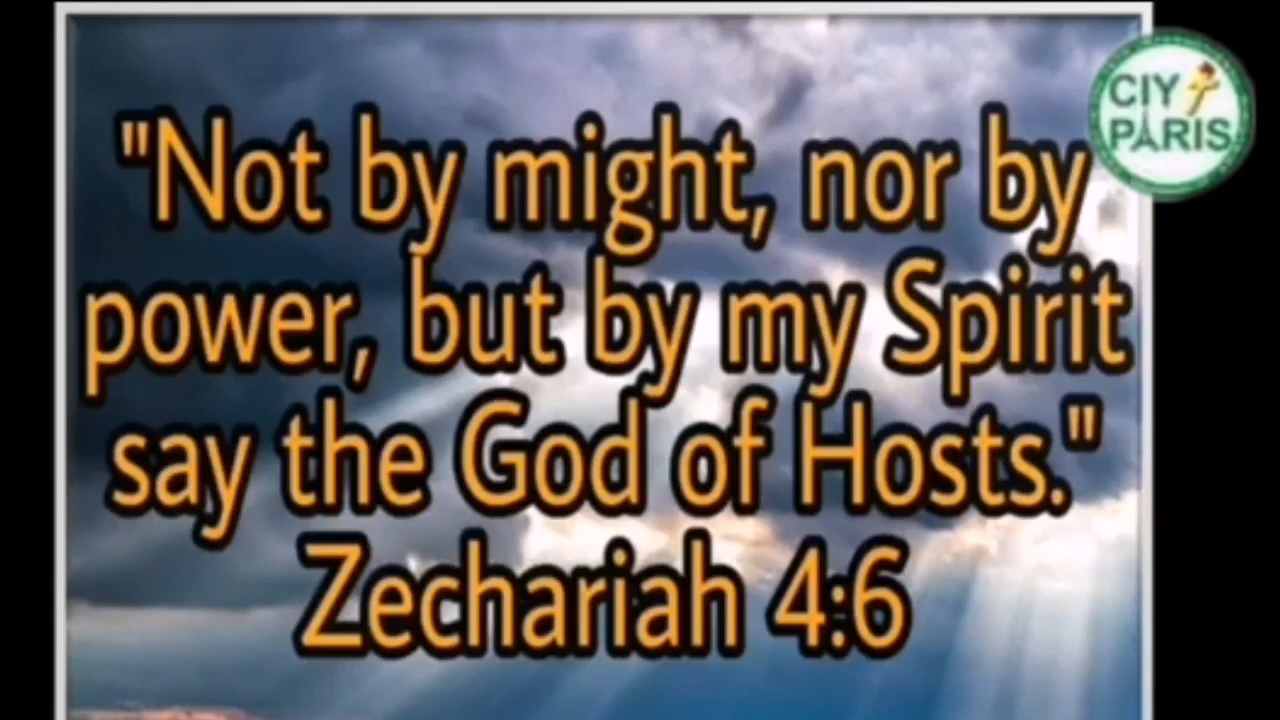 "Not by might, nor by
power, but by my Spirit
say the God of Hosts."
Zechariah 4:6
CIY
PARIS